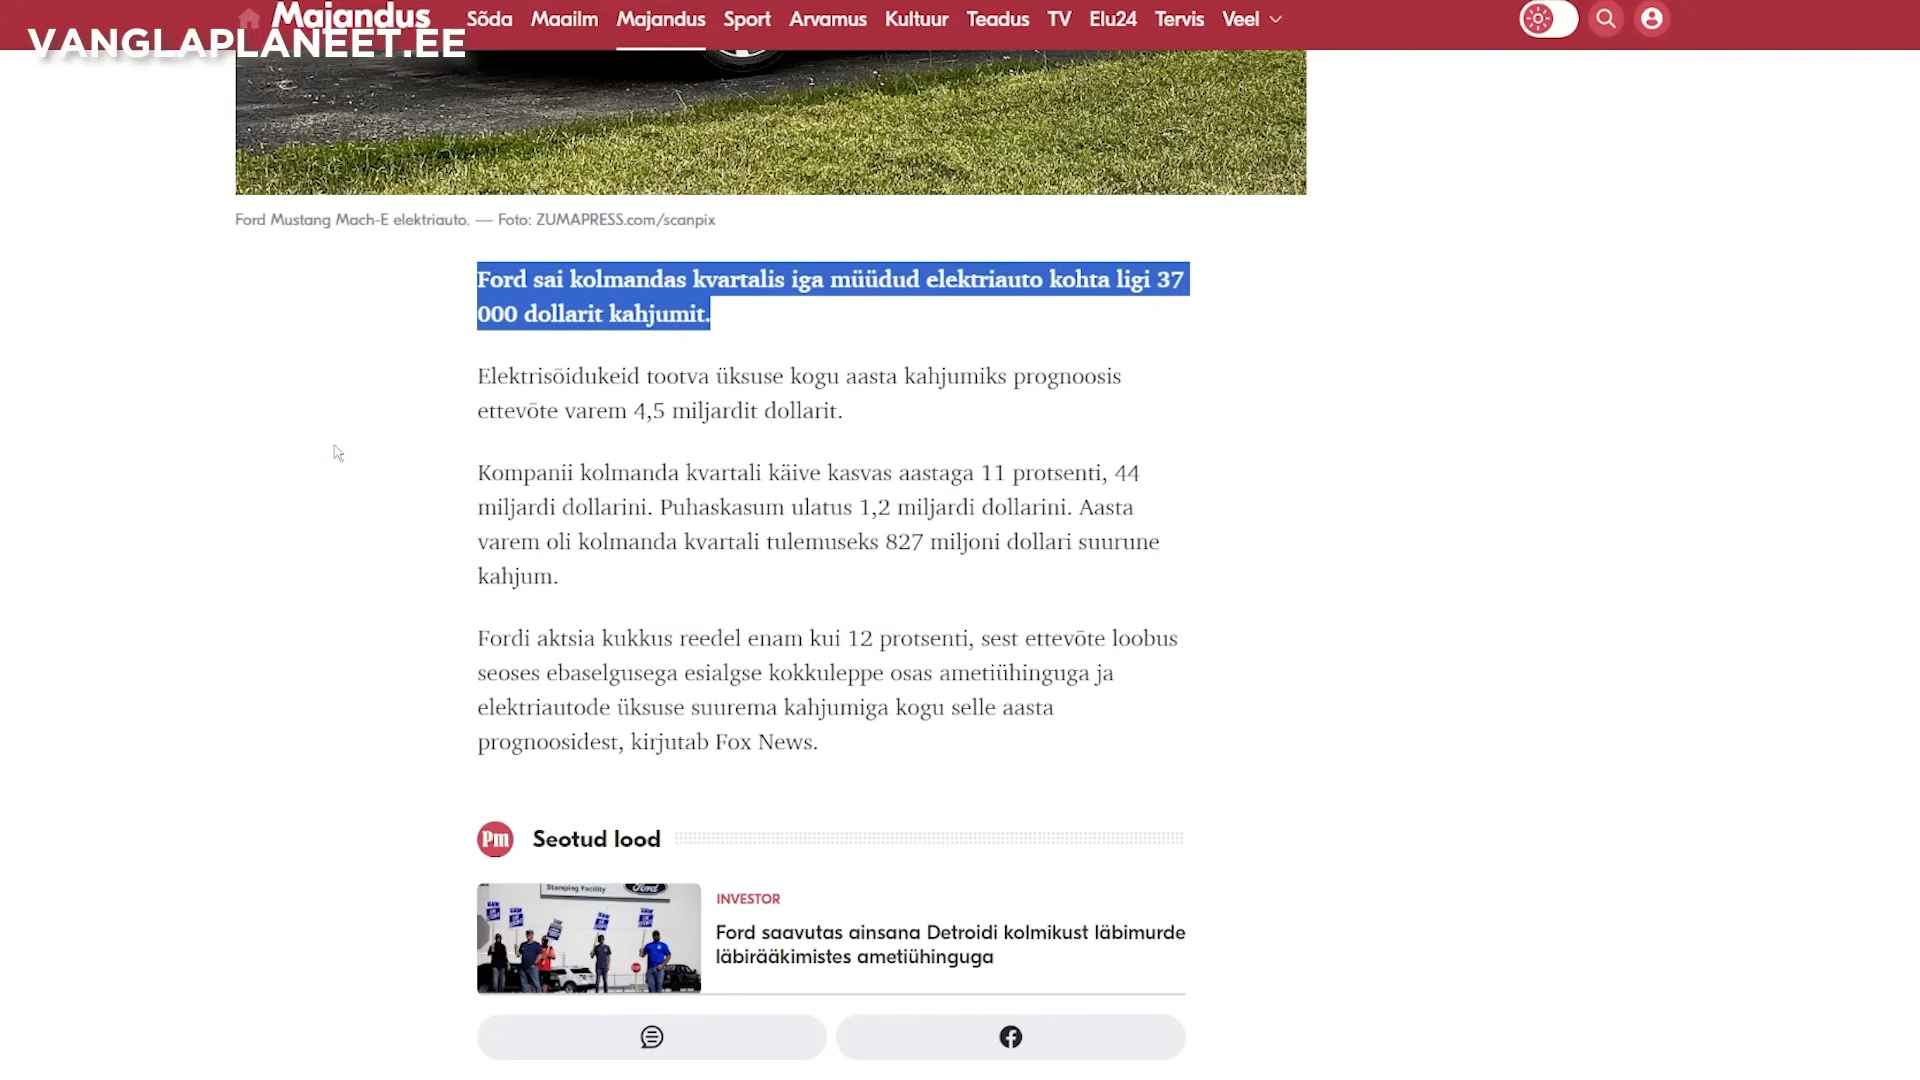 Majandus
Sõda Maailm Majandus Sport Arvamus Kultuur Teadus TV Elu24 Tervis Veel
VANGLAPLANEET.EE
Ford Mustang Mach-E elektriauto. — Foto: ZUMAPRESS.com/scanpix
Ford sai kolmandas kvartalis iga müüdud elektriauto kohta ligi 37
000 dollarit kahjumit.
Elektrisõidukeid tootva üksuse kogu aasta kahjumiks prognoosis
ettevõte varem 4,5 miljardit dollarit.
Kompanii kolmanda kvartali käive kasvas aastaga 11 protsenti, 44
miljardi dollarini. Puhaskasum ulatus 1,2 miljardi dollarini. Aasta
varem oli kolmanda kvartali tulemuseks 827 miljoni dollari suurune
kahjum.
Fordi aktsia kukkus reedel enam kui 12 protsenti, sest ettevõte loobus
seoses ebaselgusega esialgse kokkuleppe osas ametiühinguga ja
elektriautode üksuse suurema kahjumiga kogu selle aasta
prognoosidest, kirjutab Fox News.
Pm Seotud lood
Stamping Facility Ford
INVESTOR
Ford saavutas ainsana Detroidi kolmikust läbimurde
läbirääkimistes ametiühinguga